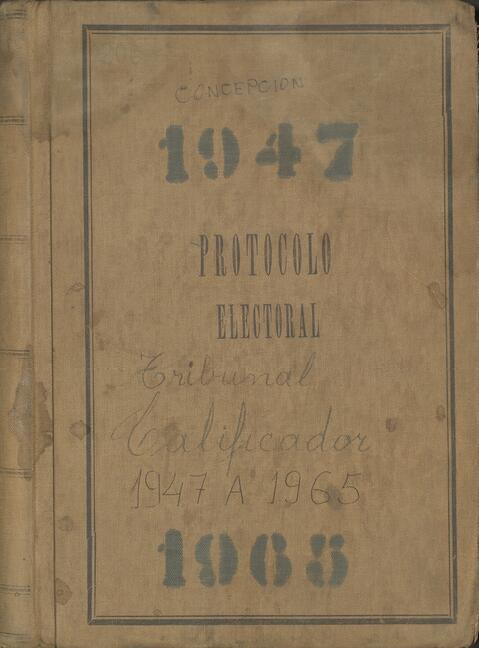 CONCEPCION
1947
PROTOCOLO
ELECTORAL
Tribunal
Calificador
1947 A 1965
1965